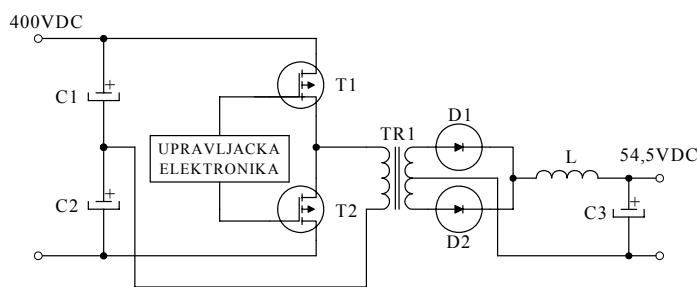 400VDC
C1
T1
UPRAVLJACKA
ELEKTRONIKA
TR1
D1
L
54,5VDC
C2
T2
D2
C3